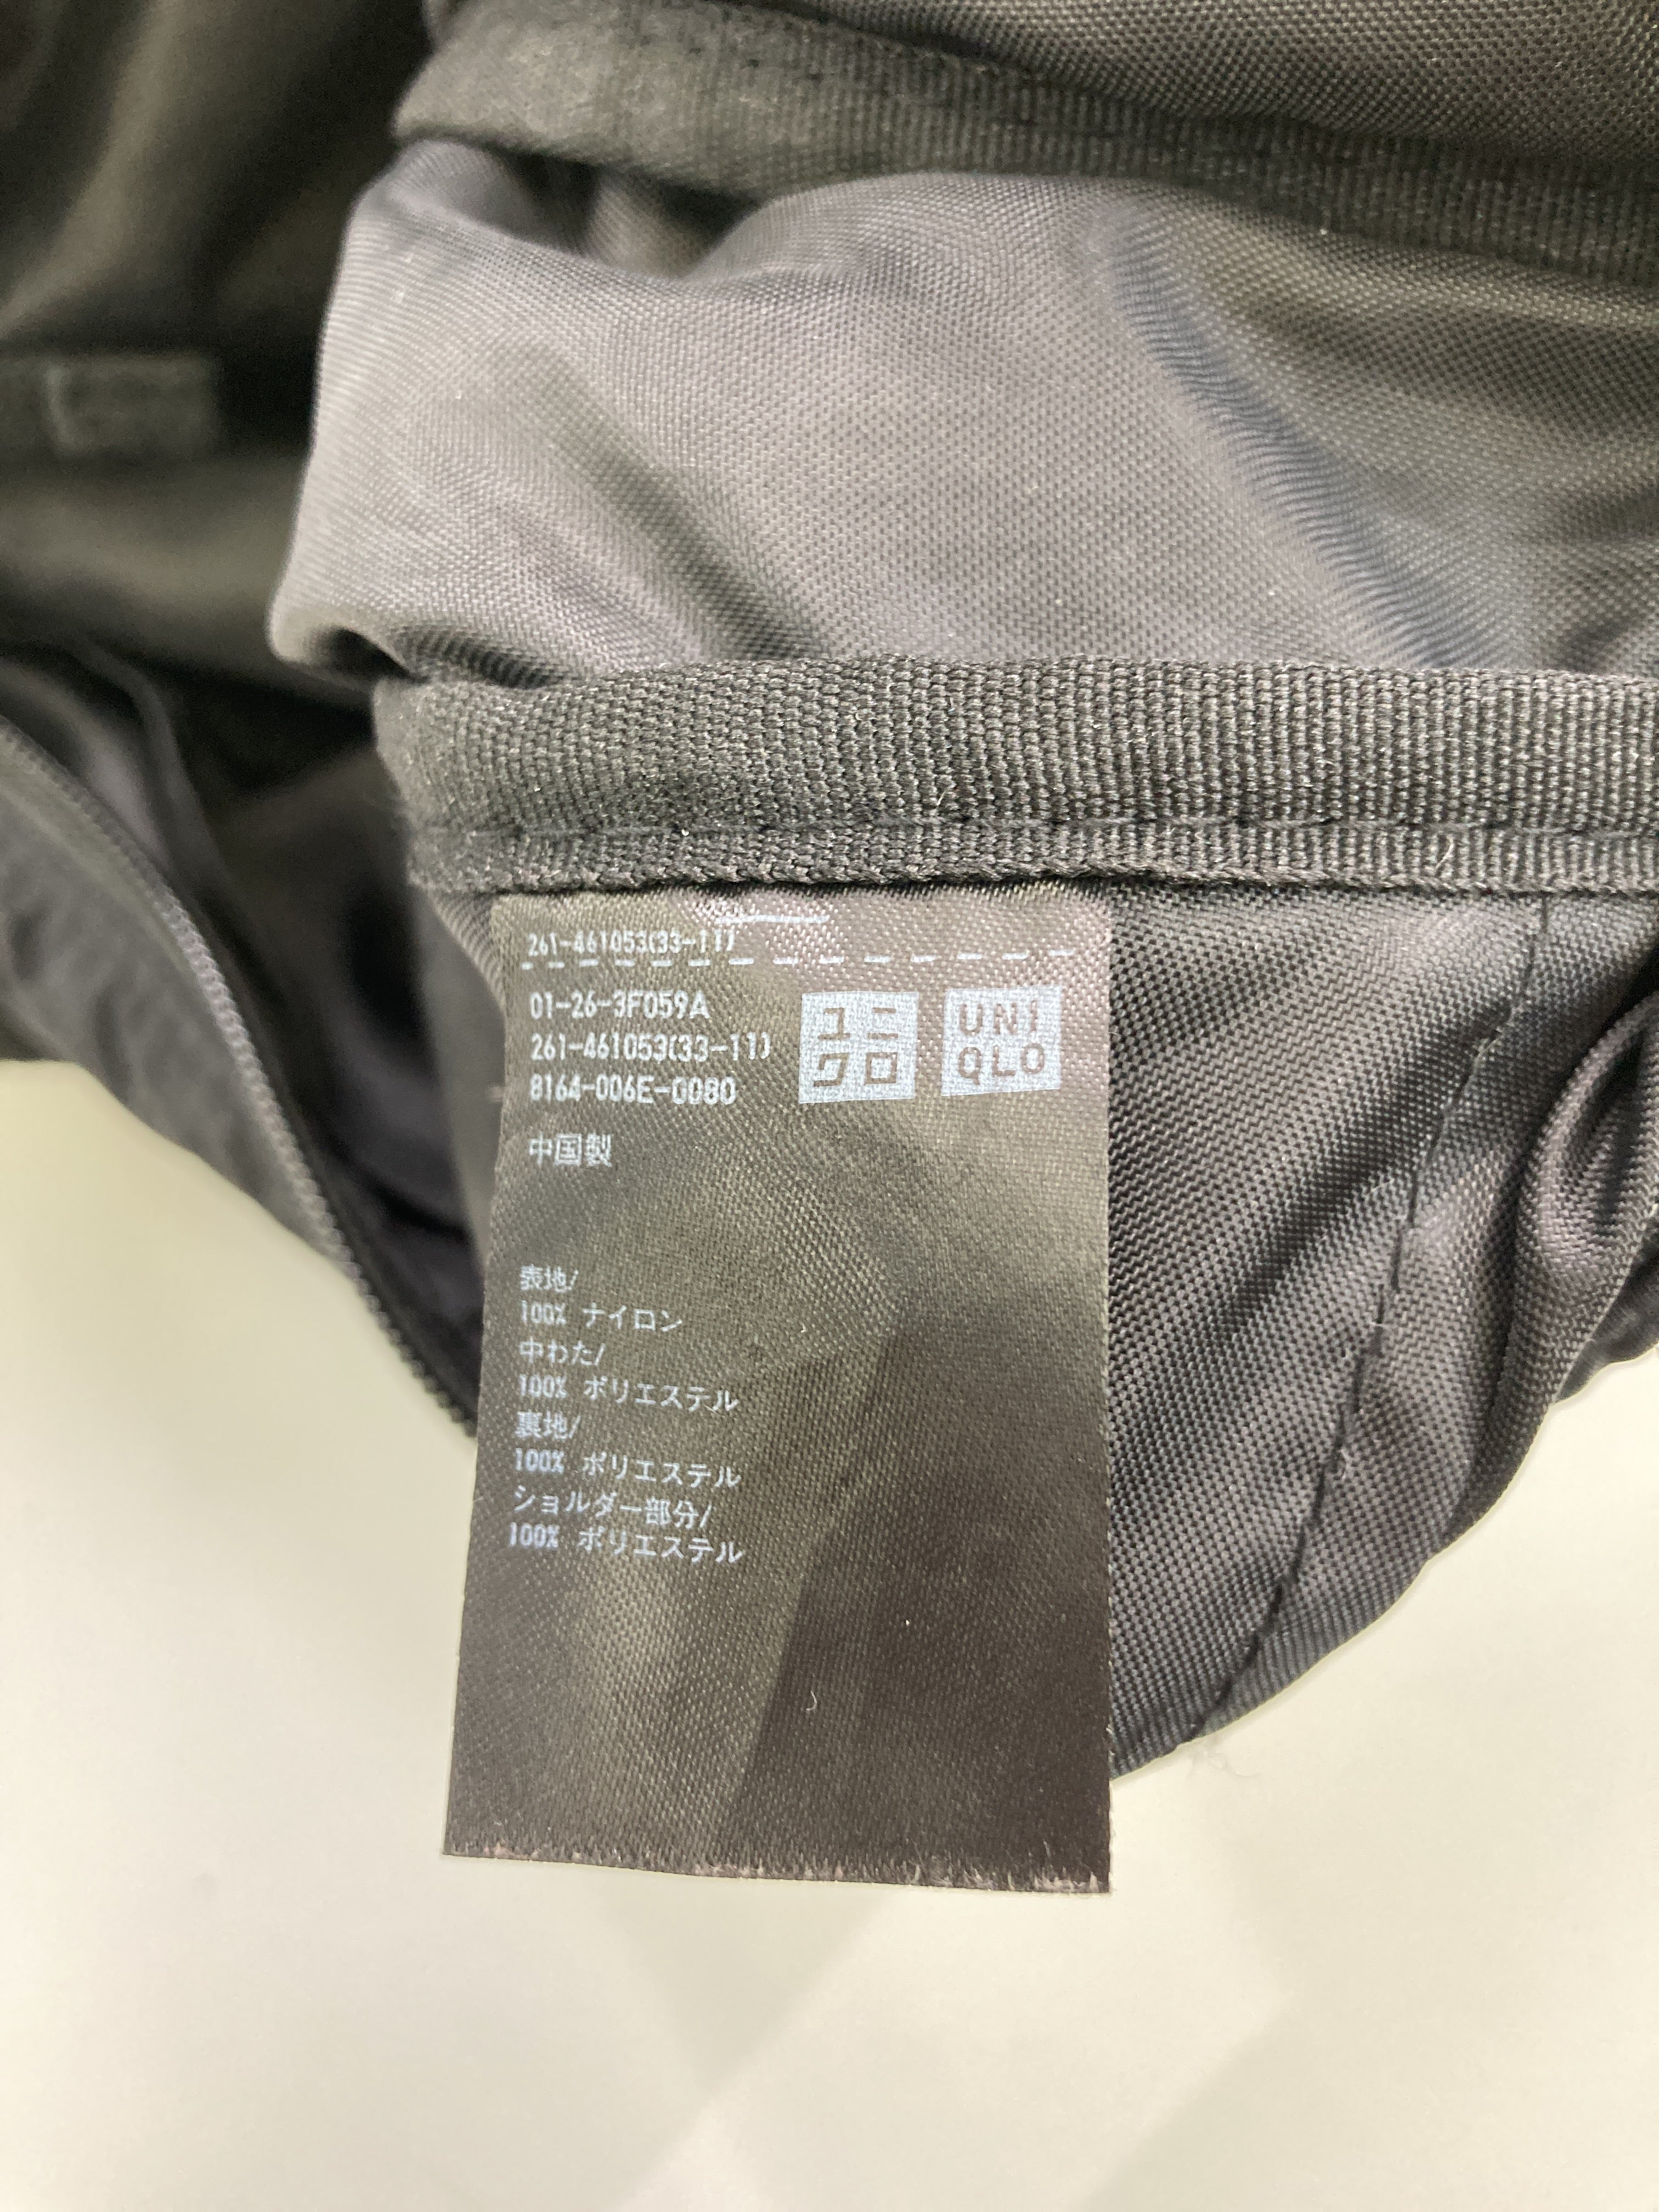 261-461053(33-11)
01-26-3F059A
261-461053(33-11)
8164-006E-0080
ユニ
クロ
UNI
QLO
中国製
表地/
100% ナイロン
中わた/
100% ポリエステル
裏地/
100% ポリエステル
ショルダー部分/
100% ポリエステル